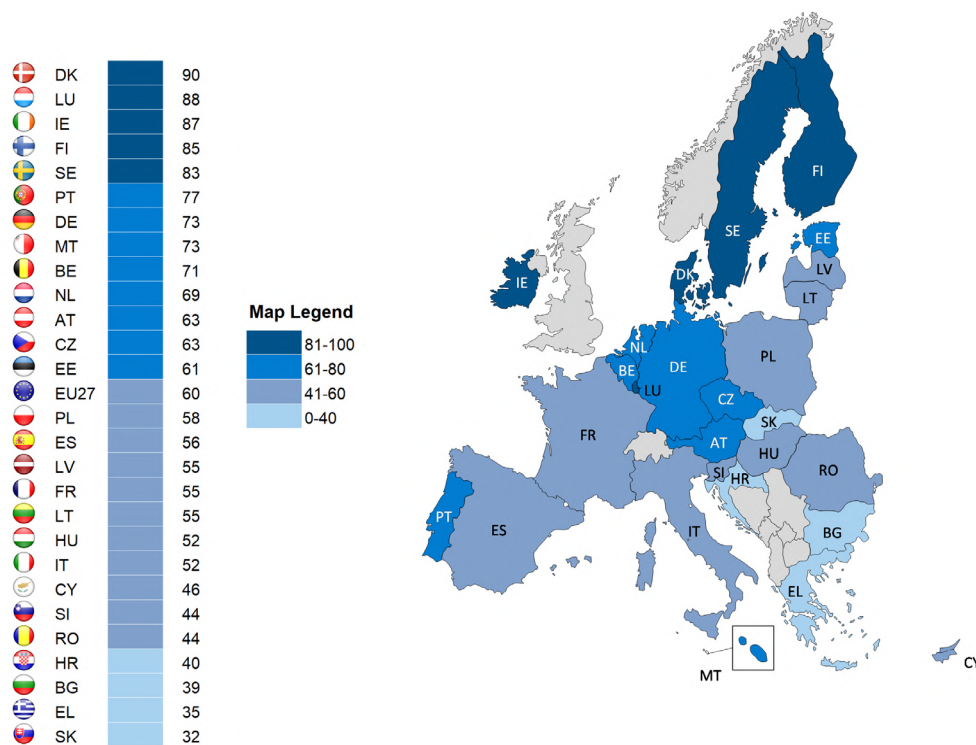 DK 90
LU 88
IE 87
FI 85
SE 83
PT 77
DE 73
MT 73
BE 71
NL 69
AT 63
CZ 63
EE 61
EU27 60
PL 58
ES 56
LV 55
FR 55
LT 55
HU 52
IT 52
CY 46
SI 44
RO 44
HR 40
BG 39
EL 35
SK 32
Map Legend
81-100
61-80
41-60
0-40
FI
SE
EE
LV
LT
DK
IE
NL
BE
LU
DE
PL
CZ
SK
AT
HU
FR
SI
HR
RO
BG
IT
PT
ES
EL
MT
CY